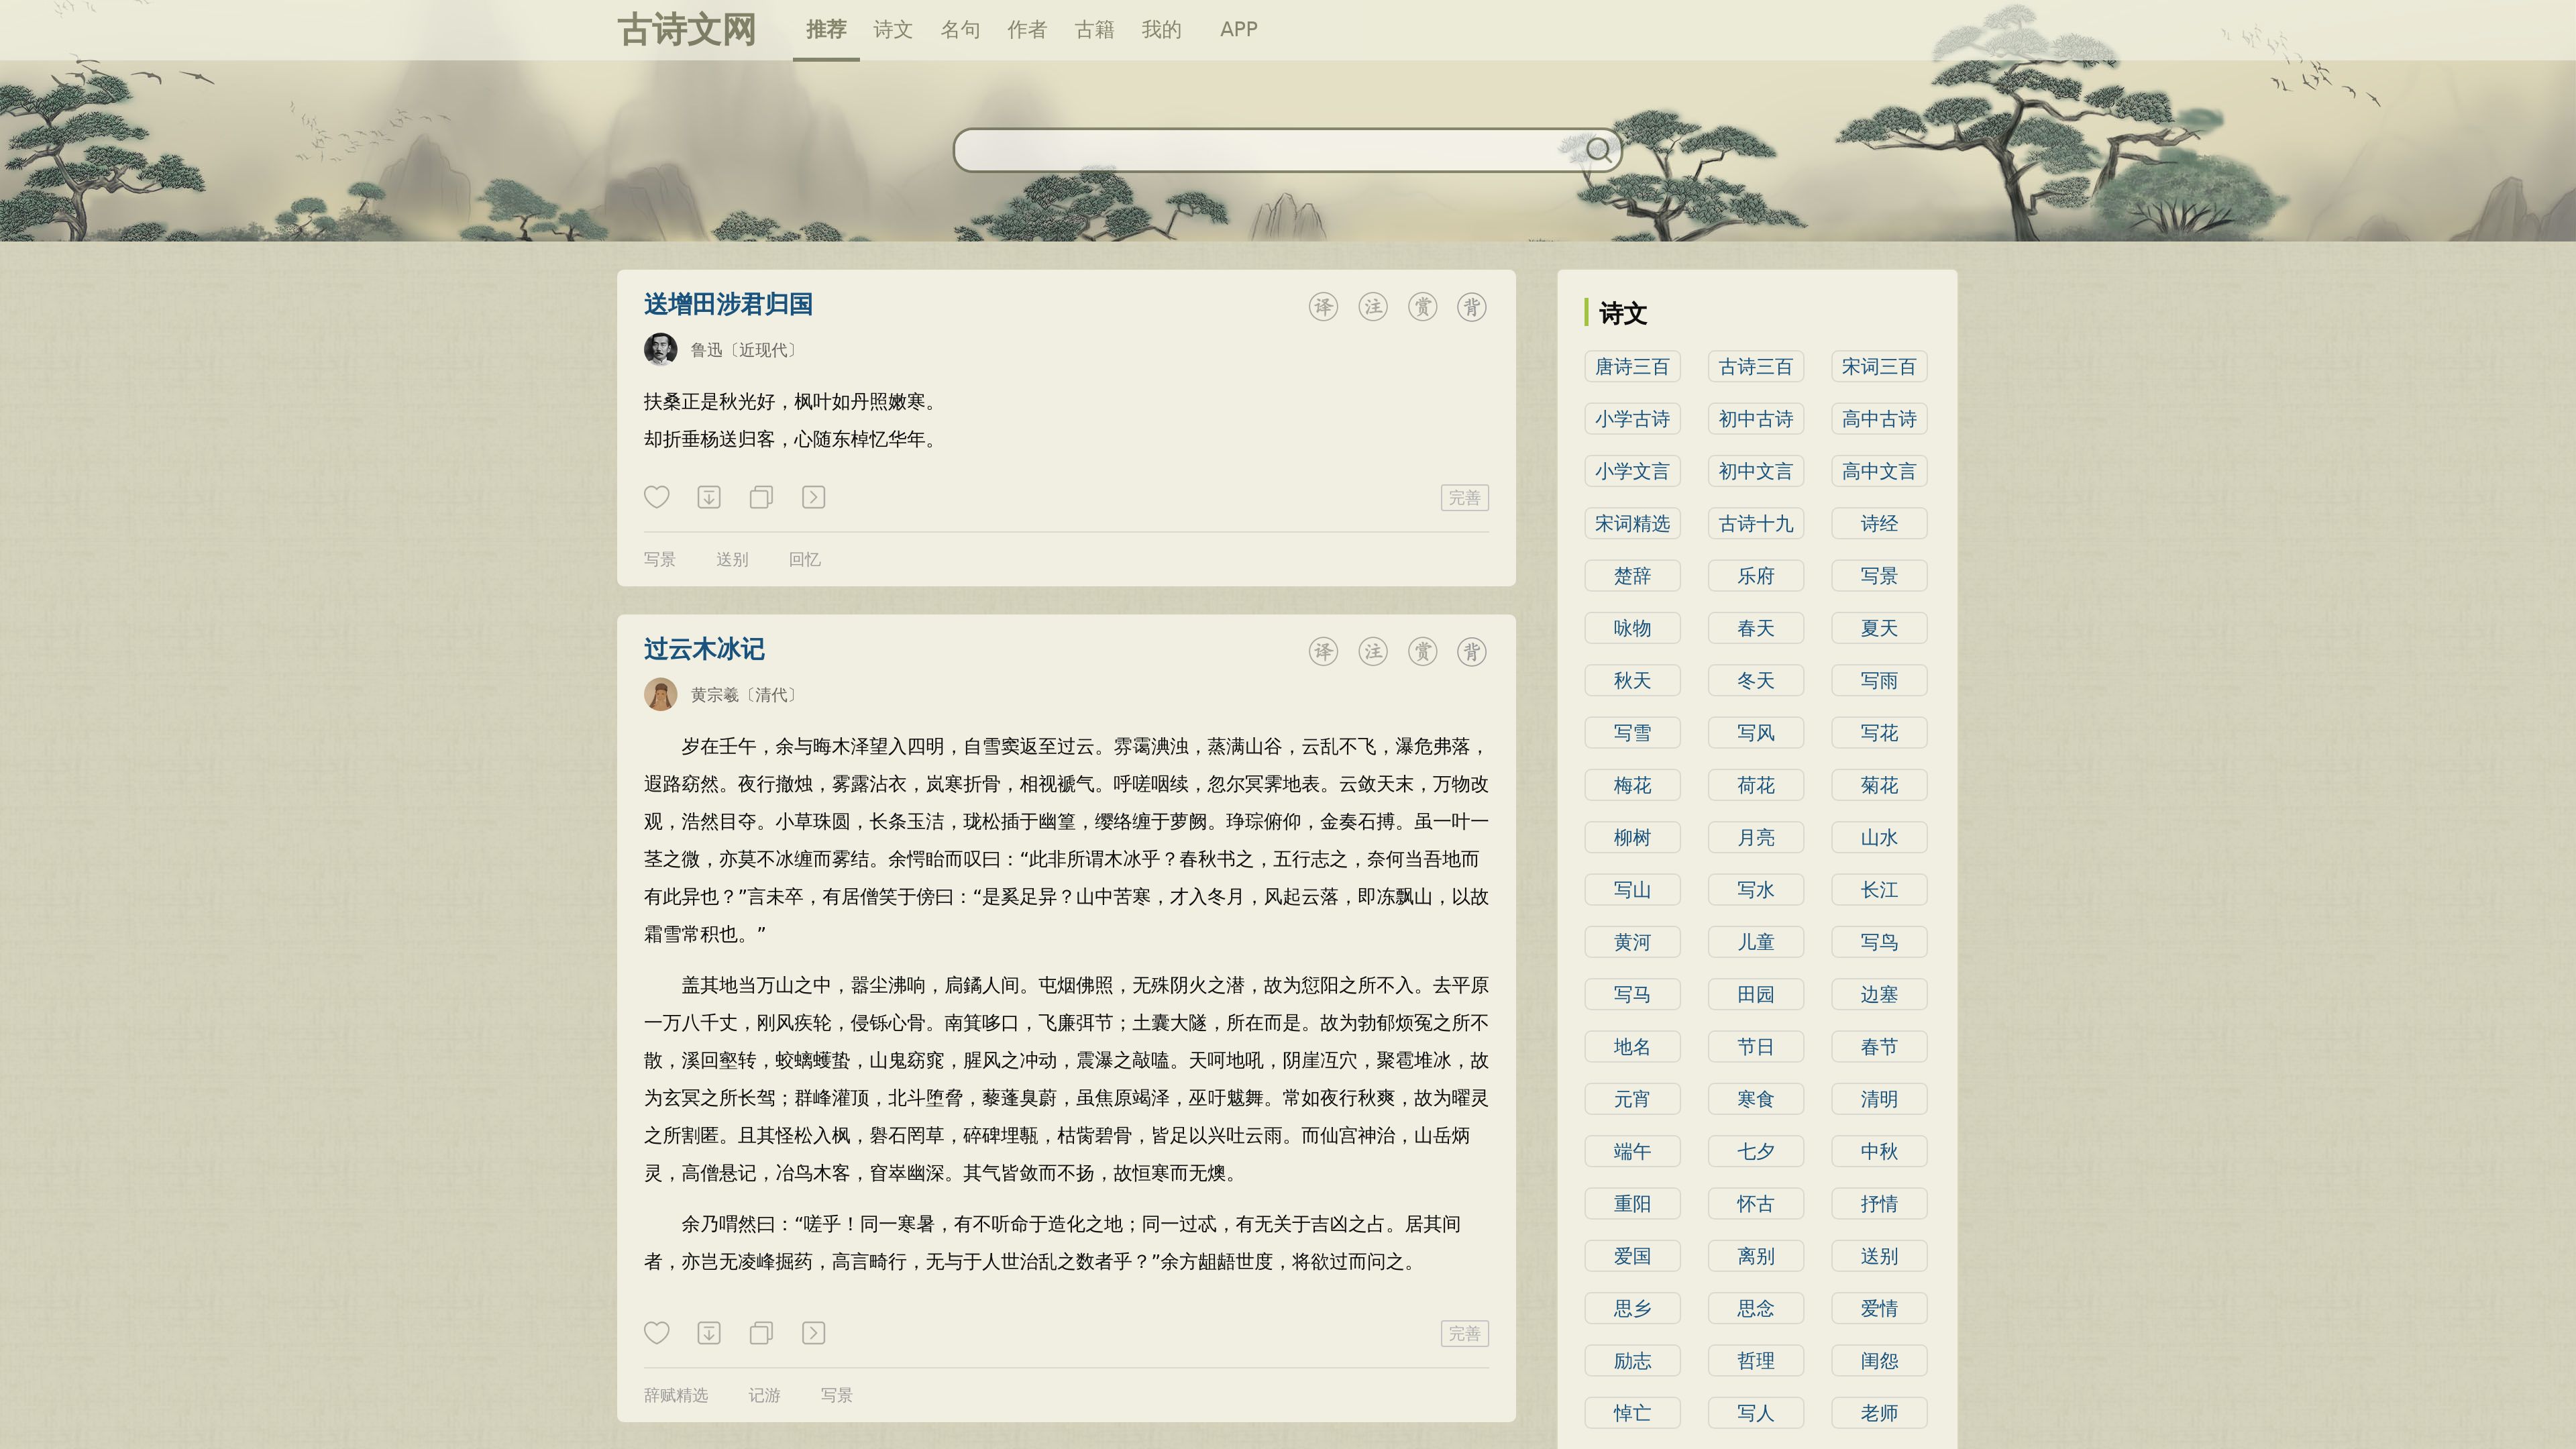 古诗文网
推荐 诗文 名句 作者 古籍 我的 APP
送增田涉君归国
译 注 赏 背
鲁迅〔近现代〕
扶桑正是秋光好，枫叶如丹照嫩寒。
却折垂杨送归客，心随东棹忆华年。
完善
写景 送别 回忆
过云木冰记
译 注 赏 背
黄宗羲〔清代〕
岁在壬午，余与晦木泽望入四明，自雪窦返至过云。雰霭淟浊，蒸满山谷，云乱不飞，瀑危弗落，
遐路窈然。夜行撤烛，雾露沾衣，岚寒折骨，相视褫气。呼嗟咽续，忽尔冥霁地表。云敛天末，万物改
观，浩然目夺。小草珠圆，长条玉洁，珑松插于幽篁，缨络缠于萝阙。琤琮俯仰，金奏石搏。虽一叶一
茎之微，亦莫不冰缠而雾结。余愕眙而叹曰：“此非所谓木冰乎？春秋书之，五行志之，奈何当吾地而
有此异也？”言未卒，有居僧笑于傍曰：“是奚足异？山中苦寒，才入冬月，风起云落，即冻飘山，以故
霜雪常积也。”
盖其地当万山之中，嚣尘沸响，扃鐍人间。屯烟佛照，无殊阴火之潜，故为愆阳之所不入。去平原
一万八千丈，刚风疾轮，侵铄心骨。南箕哆口，飞廉弭节；土囊大隧，所在而是。故为勃郁烦冤之所不
散，溪回壑转，蛟螭蠖蛰，山鬼窈窕，腥风之冲动，震瀑之敲嗑。天呵地吼，阴崖冱穴，聚雹堆冰，故
为玄冥之所长驾；群峰灌顶，北斗堕脅，藜蓬臭蔚，虽焦原竭泽，巫吁魃舞。常如夜行秋爽，故为曜灵
之所割匿。且其怪松入枫，礜石罔草，碎碑埋甎，枯胔碧骨，皆足以兴吐云雨。而仙宫神治，山岳炳
灵，高僧悬记，冶鸟木客，窅崒幽深。其气皆敛而不扬，故恒寒而无燠。
余乃喟然曰：“嗟乎！同一寒暑，有不听命于造化之地；同一过忒，有无关于吉凶之占。居其间
者，亦岂无凌峰掘药，高言畸行，无与于人世治乱之数者乎？”余方龃龉世度，将欲过而问之。
完善
辞赋精选 记游 写景
诗文
唐诗三百 古诗三百 宋词三百
小学古诗 初中古诗 高中古诗
小学文言 初中文言 高中文言
宋词精选 古诗十九 诗经
楚辞 乐府 写景
咏物 春天 夏天
秋天 冬天 写雨
写雪 写风 写花
梅花 荷花 菊花
柳树 月亮 山水
写山 写水 长江
黄河 儿童 写鸟
写马 田园 边塞
地名 节日 春节
元宵 寒食 清明
端午 七夕 中秋
重阳 怀古 抒情
爱国 离别 送别
思乡 思念 爱情
励志 哲理 闺怨
悼亡 写人 老师